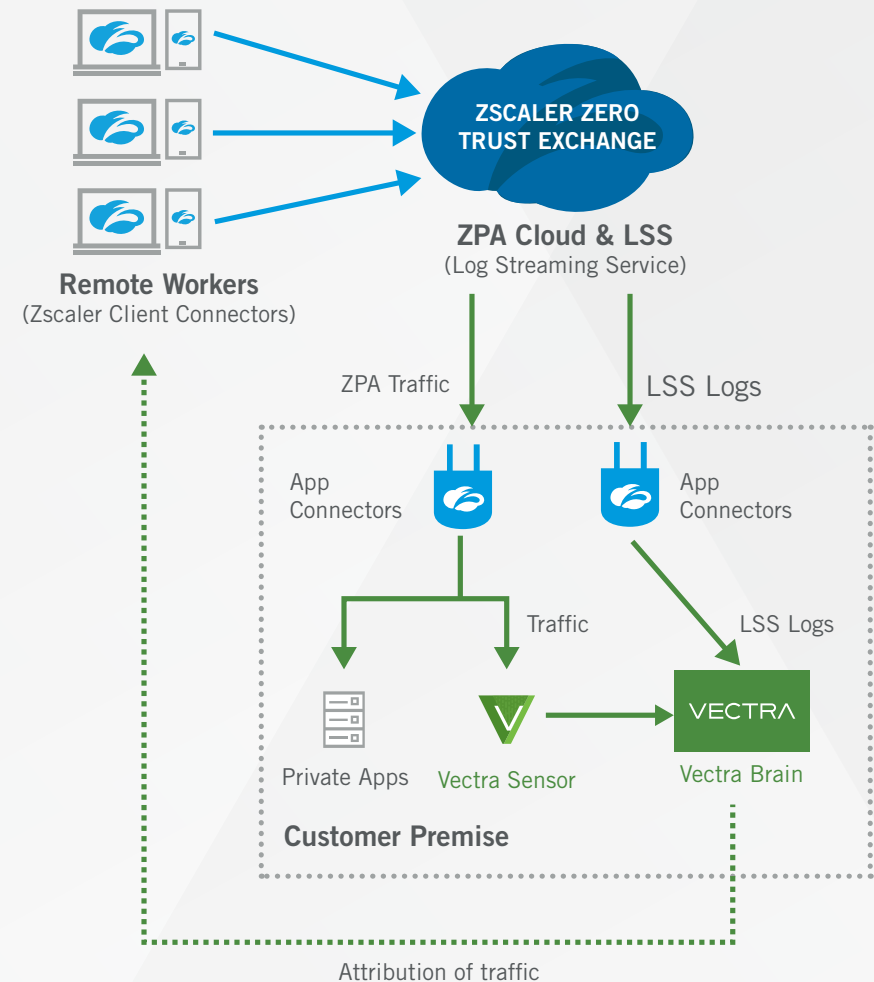 ZSCALER ZERO
TRUST EXCHANGE
ZPA Cloud & LSS
(Log Streaming Service)
Remote Workers
(Zscaler Client Connectors)
ZPA Traffic
LSS Logs
App
Connectors
App
Connectors
Traffic
LSS Logs
V
VECTRA
Private Apps
Vectra Sensor
Vectra Brain
Customer Premise
Attribution of traffic